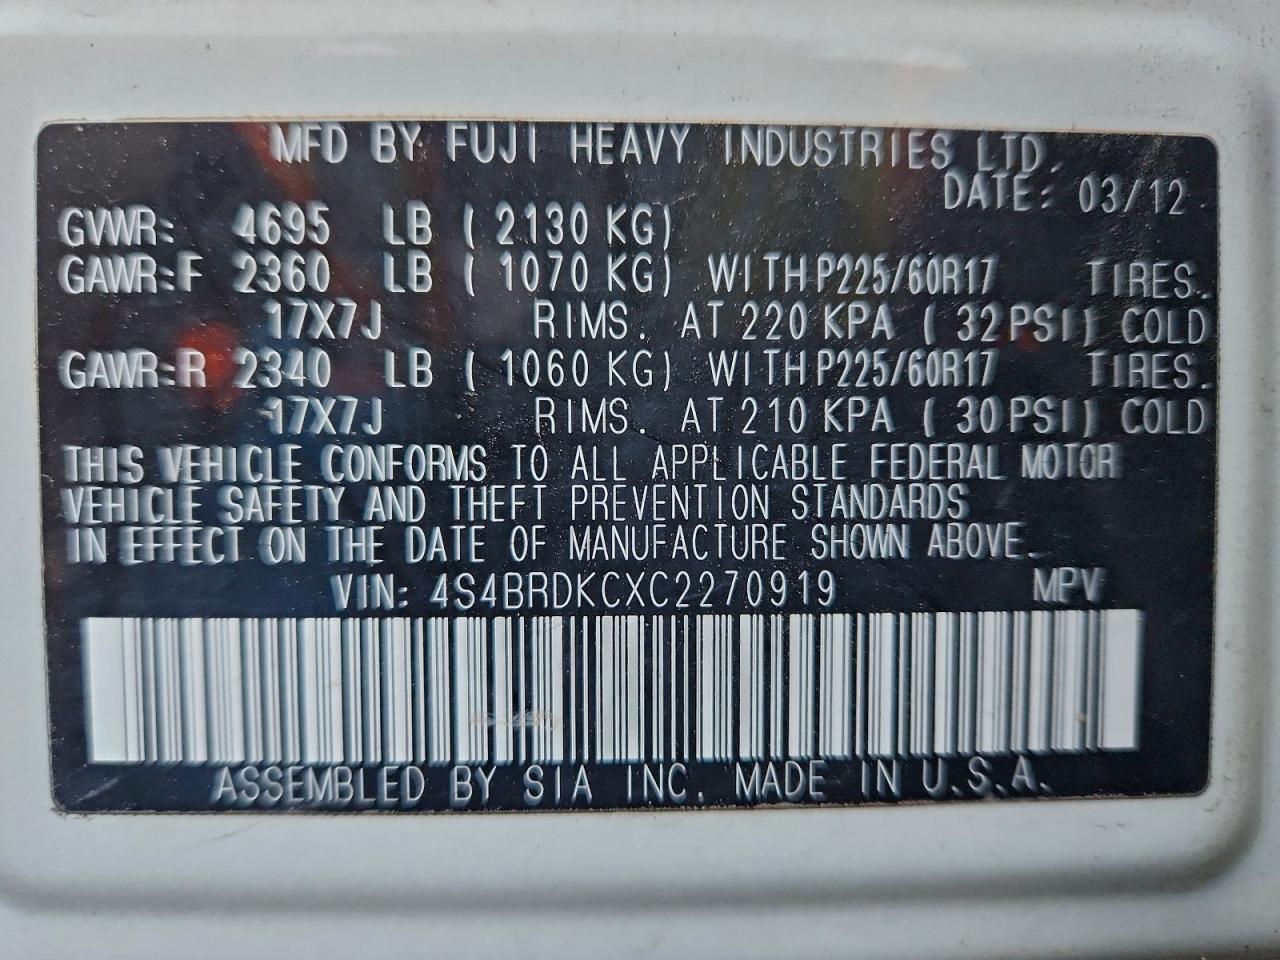 MFD BY FUJI HEAVY INDUSTRIES LTD.
DATE: 03/12
GVWR: 4695 LB ( 2130 KG)
GAWR:F 2360 LB ( 1070 KG) WITH P225/60R17 TIRES.
17X7J RIMS. AT 220 KPA ( 32 PSI) COLD
GAWR:R 2340 LB ( 1060 KG) WITH P225/60R17 TIRES.
17X7J RIMS. AT 210 KPA ( 30 PSI) COLD
THIS VEHICLE CONFORMS TO ALL APPLICABLE FEDERAL MOTOR
VEHICLE SAFETY AND THEFT PREVENTION STANDARDS
IN EFFECT ON THE DATE OF MANUFACTURE SHOWN ABOVE.
VIN: 4S4BRDKCXC2270919 MPV
ASSEMBLED BY SIA INC. MADE IN U.S.A.